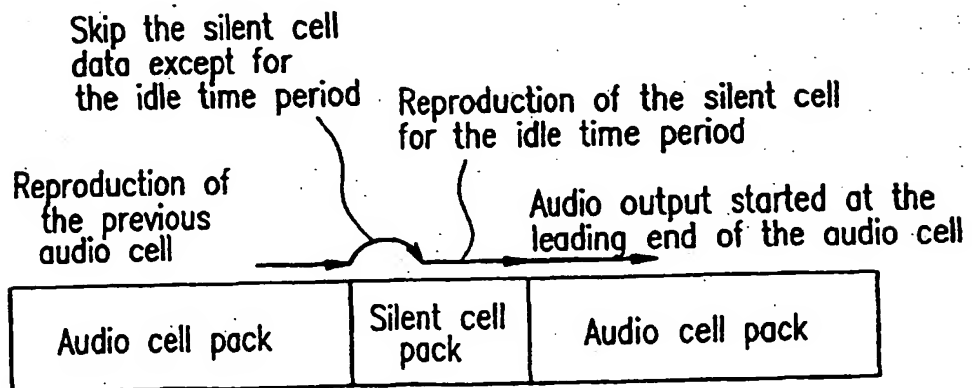 Skip the silent cell
data except for
the idle time period
Reproduction of the silent cell
for the idle time period
Reproduction of
the previous
audio cell
Audio output started at the
leading end of the audio cell
Audio cell pack
Silent cell
pack
Audio cell pack